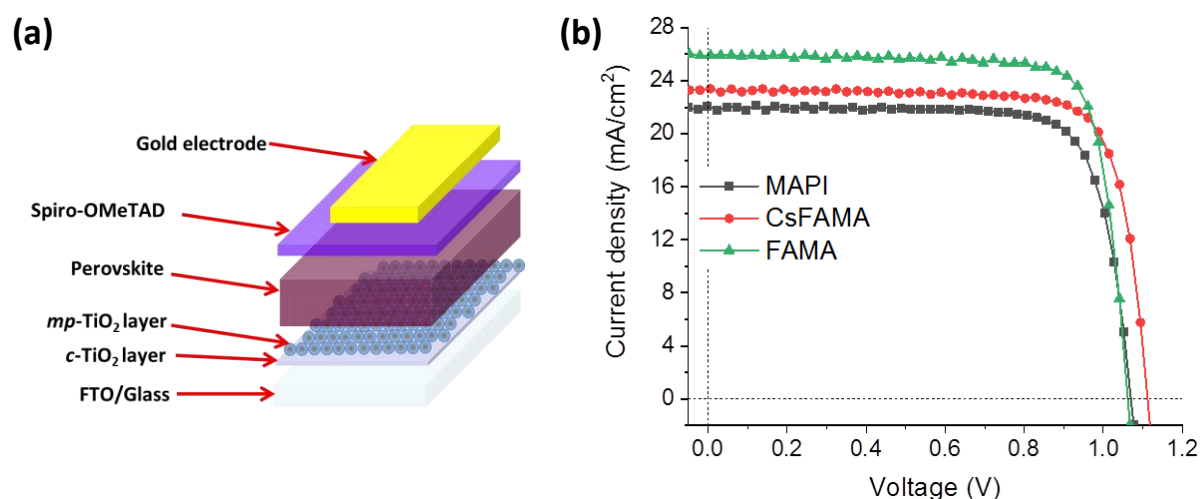 (a)
Gold electrode
Spiro-OMeTAD
Perovskite
mp-TiO2 layer
c-TiO2 layer
FTO/Glass
(b)
28
24
20
16
12
8
4
0
Current density (mA/cm²)
MAPI
CsFAMA
FAMA
0.0 0.2 0.4 0.6 0.8 1.0 1.2
Voltage (V)